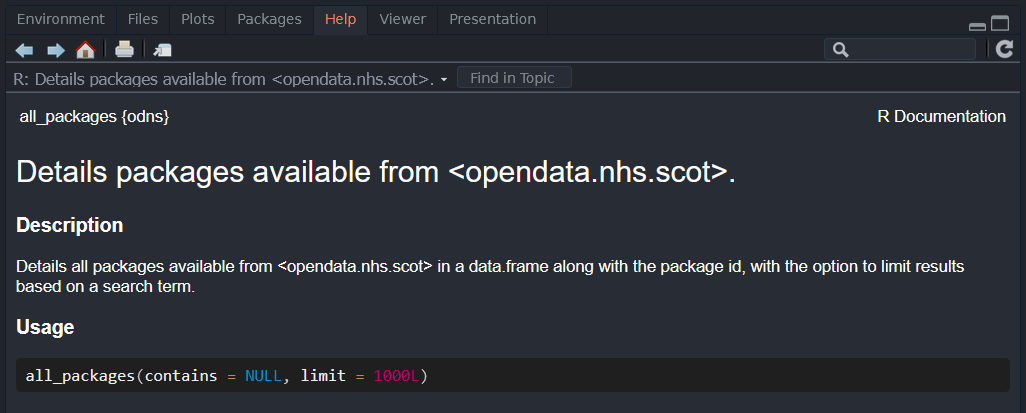 Environment Files Plots Packages Help Viewer Presentation
R: Details packages available from <opendata.nhs.scot>. Find in Topic
all_packages {odns} R Documentation
Details packages available from <opendata.nhs.scot>.
Description
Details all packages available from <opendata.nhs.scot> in a data.frame along with the package id, with the option to limit results
based on a search term.
Usage
all_packages(contains = NULL, limit = 1000L)